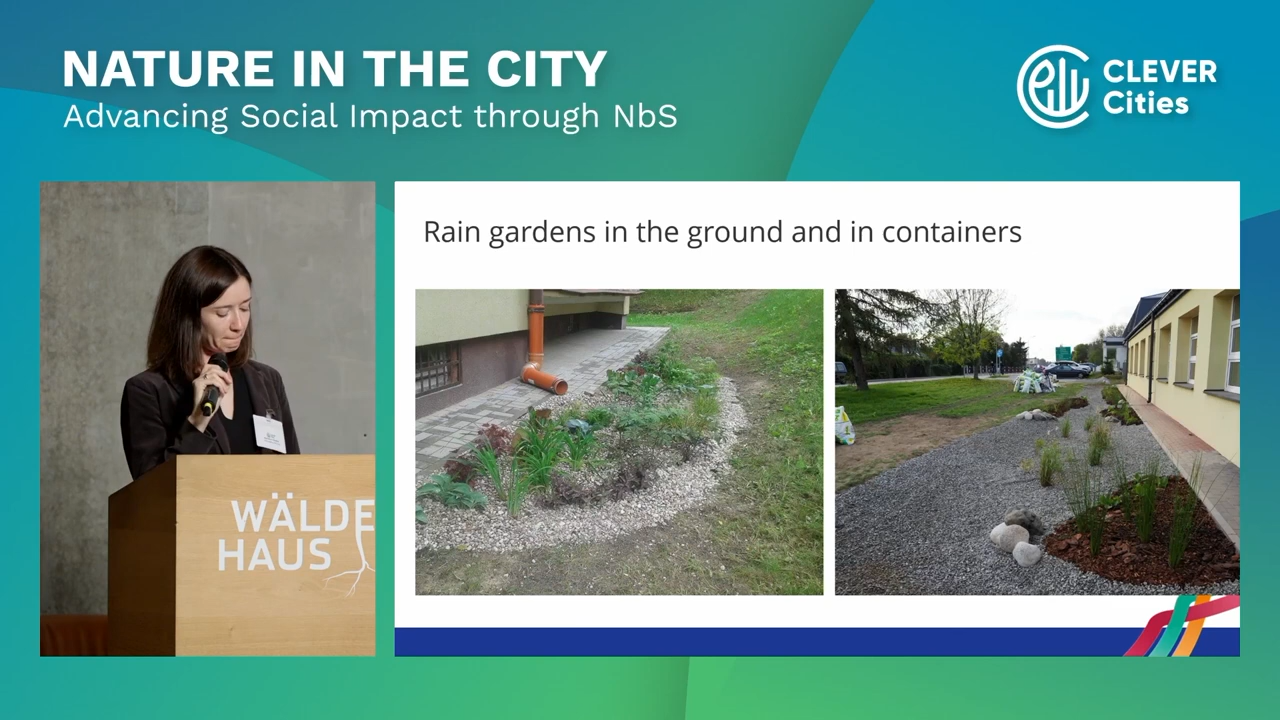 NATURE IN THE CITY
Advancing Social Impact through NbS
CLEVER
Cities
WÄLDE
HAUS
Rain gardens in the ground and in containers